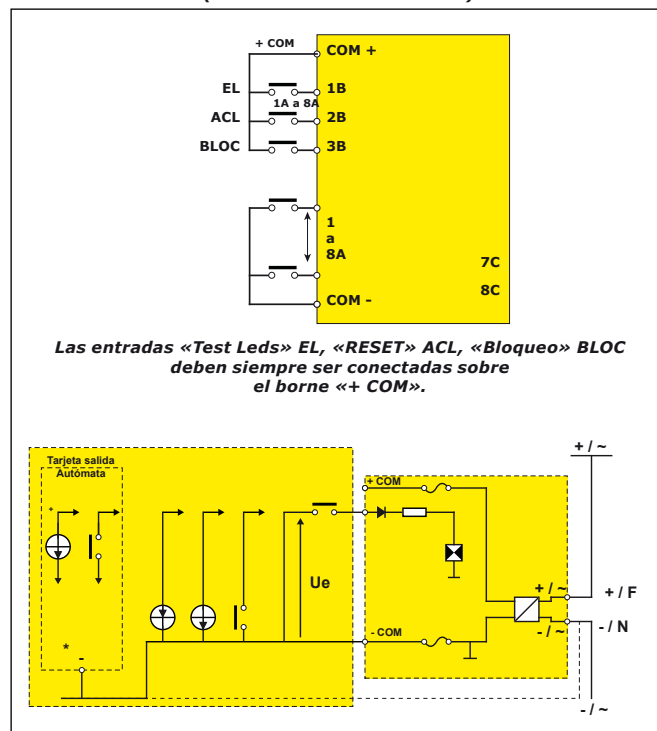 + COM
COM +
EL
1B
1A a 8A
ACL
2B
BLOC
3B
1
a
8A
7C
8C
COM -
Las entradas «Test Leds» EL, «RESET» ACL, «Bloqueo» BLOC
deben siempre ser conectadas sobre
el borne «+ COM».
+ / ~
Tarjeta salida
Autómata
+ COM
+
Ue
+ / ~
+ / F
- / ~
- / N
- COM
*
-
- / ~